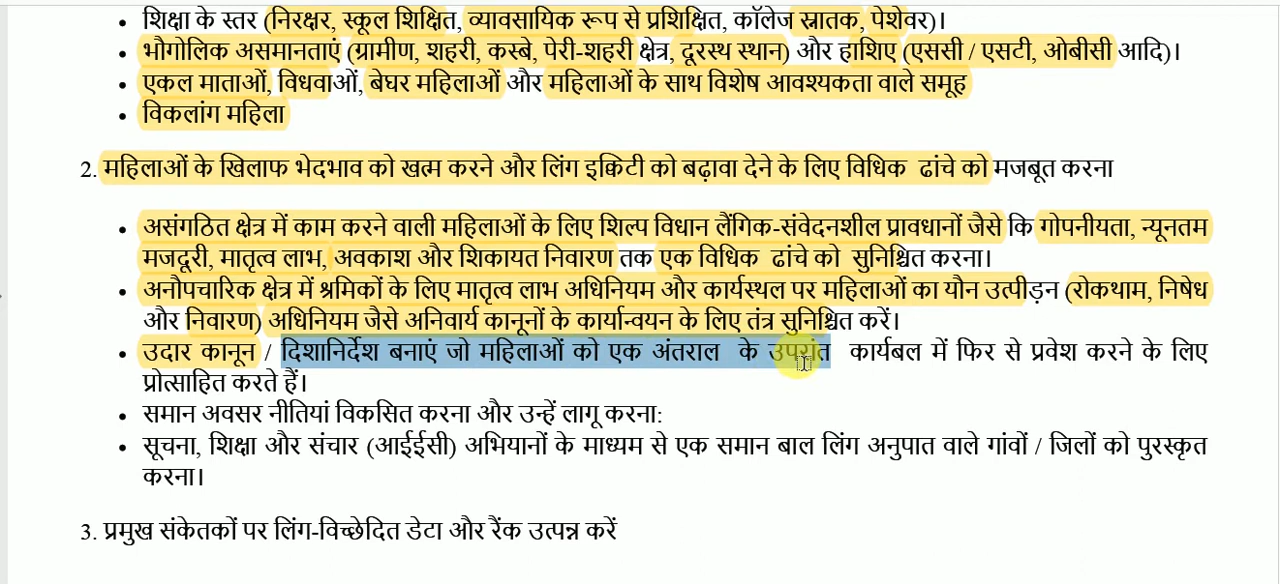 • शिक्षा के स्तर (निरक्षर, स्कूल शिक्षित, व्यावसायिक रूप से प्रशिक्षित, कॉलेज स्नातक, पेशेवर)।
• भौगोलिक असमानताएं (ग्रामीण, शहरी, कस्बे, पेरी-शहरी क्षेत्र, दूरस्थ स्थान) और हाशिए (एससी / एसटी, ओबीसी आदि)।
• एकल माताओं, विधवाओं, बेघर महिलाओं और महिलाओं के साथ विशेष आवश्यकता वाले समूह
• विकलांग महिला
2. महिलाओं के खिलाफ भेदभाव को खत्म करने और लिंग इक्विटी को बढ़ावा देने के लिए विधिक ढांचे को मजबूत करना
• असंगठित क्षेत्र में काम करने वाली महिलाओं के लिए शिल्प विधान लैंगिक-संवेदनशील प्रावधानों जैसे कि गोपनीयता, न्यूनतम
मजदूरी, मातृत्व लाभ, अवकाश और शिकायत निवारण तक एक विधिक ढांचे को सुनिश्चित करना।
• अनौपचारिक क्षेत्र में श्रमिकों के लिए मातृत्व लाभ अधिनियम और कार्यस्थल पर महिलाओं का यौन उत्पीड़न (रोकथाम, निषेध
और निवारण) अधिनियम जैसे अनिवार्य कानूनों के कार्यान्वयन के लिए तंत्र सुनिश्चित करें।
• उदार कानून / दिशानिर्देश बनाएं जो महिलाओं को एक अंतराल के उपरांत कार्यबल में फिर से प्रवेश करने के लिए
प्रोत्साहित करते हैं।
• समान अवसर नीतियां विकसित करना और उन्हें लागू करना:
• सूचना, शिक्षा और संचार (आईईसी) अभियानों के माध्यम से एक समान बाल लिंग अनुपात वाले गांवों / जिलों को पुरस्कृत
करना।
3. प्रमुख संकेतकों पर लिंग-विच्छेदित डेटा और रैंक उत्पन्न करें